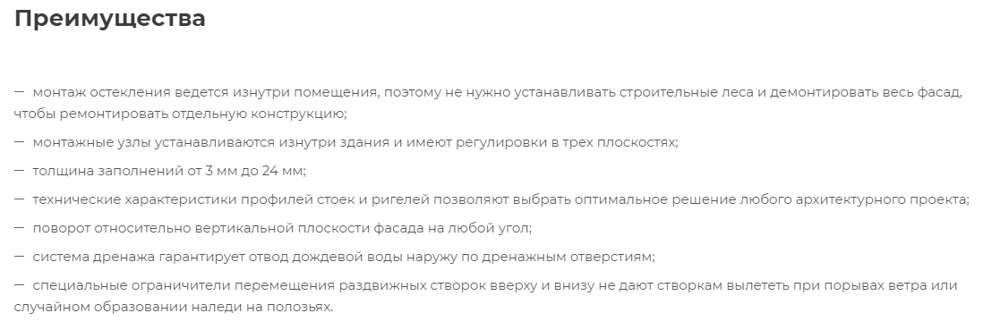 Преимущества
— монтаж остекления ведется изнутри помещения, поэтому не нужно устанавливать строительные леса и демонтировать весь фасад,
чтобы ремонтировать отдельную конструкцию;
— монтажные узлы устанавливаются изнутри здания и имеют регулировки в трех плоскостях;
— толщина заполнений от 3 мм до 24 мм;
— технические характеристики профилей стоек и ригелей позволяют выбрать оптимальное решение любого архитектурного проекта;
— поворот относительно вертикальной плоскости фасада на любой угол;
— система дренажа гарантирует отвод дождевой воды наружу по дренажным отверстиям;
— специальные ограничители перемещения раздвижных створок вверху и внизу не дают створкам вылететь при порывах ветра или
случайном образовании наледи на полозьях.